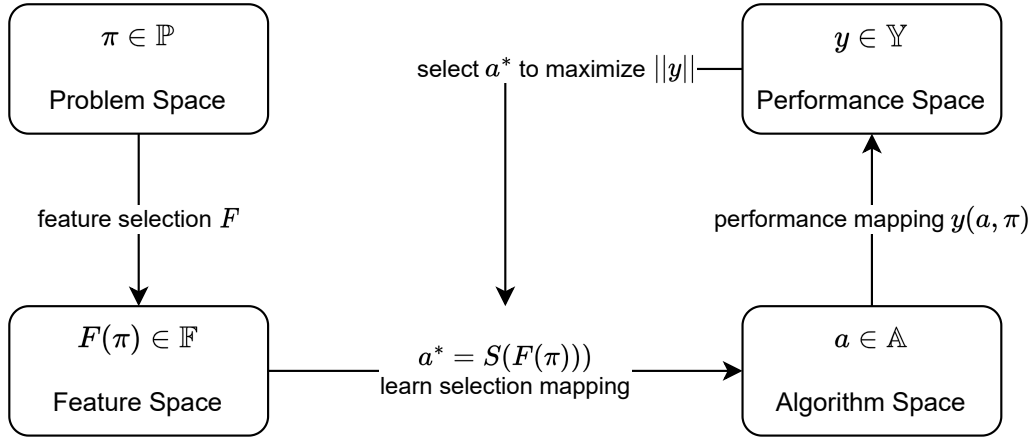 π ∈ ℙ
Problem Space
select a* to maximize ||y||
y ∈ 𝕐
Performance Space
feature selection F
performance mapping y(a, π)
F(π) ∈ 𝔽
Feature Space
a* = S(F(π)))
learn selection mapping
a ∈ 𝔸
Algorithm Space